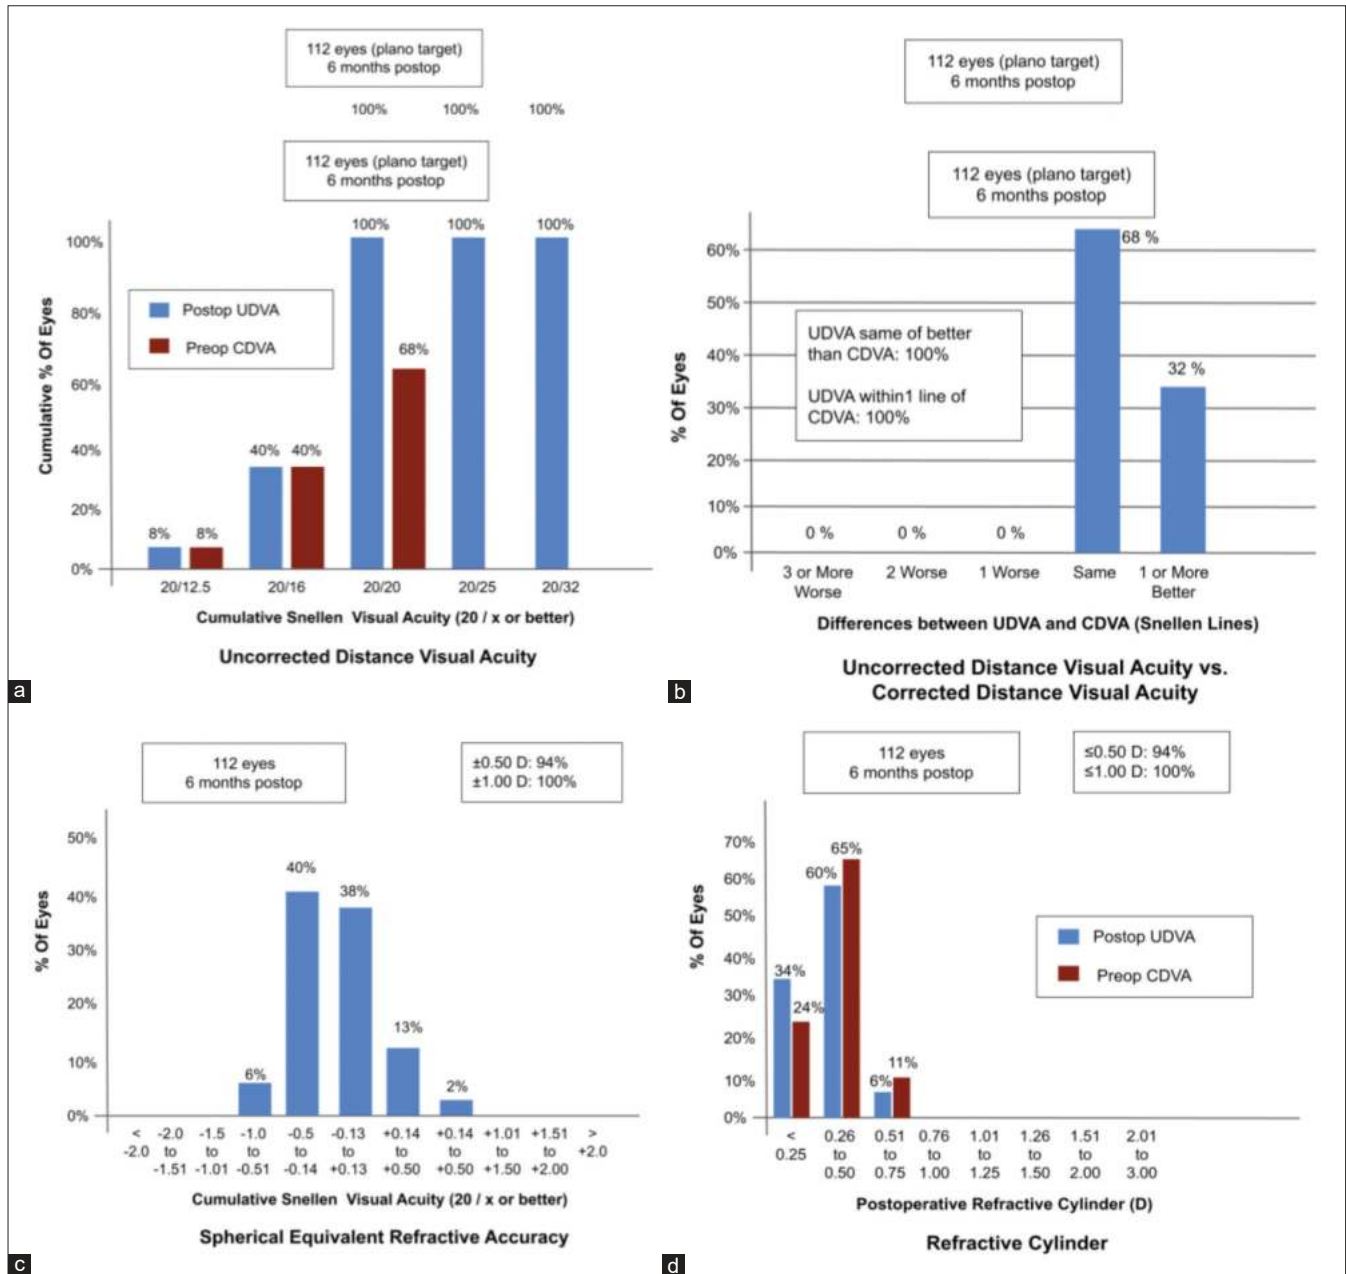 112 eyes (plano target)
6 months postop
100% 100% 100%
112 eyes (plano target)
6 months postop
100% 100% 100%
Cumulative % Of Eyes
100%
80%
60%
40%
20%
0%
Postop UDVA
Preop CDVA
8% 8%
40% 40%
68%
20/12.5 20/16 20/20 20/25 20/32
Cumulative Snellen Visual Acuity (20 / x or better)
Uncorrected Distance Visual Acuity
a
112 eyes (plano target)
6 months postop
112 eyes (plano target)
6 months postop
% Of Eyes
60%
50%
40%
30%
20%
10%
0%
UDVA same of better
than CDVA: 100%
UDVA within1 line of
CDVA: 100%
0 % 0 % 0 %
68 %
32 %
3 or More 2 Worse 1 Worse Same 1 or More
Worse Better
Differences between UDVA and CDVA (Snellen Lines)
Uncorrected Distance Visual Acuity vs.
Corrected Distance Visual Acuity
b
112 eyes
6 months postop
±0.50 D: 94%
±1.00 D: 100%
% Of Eyes
50%
40%
30%
20%
10%
0%
6%
40%
38%
13%
2%
< -2.0 -1.5 -1.0 -0.5 -0.13 +0.14 +0.14 +1.01 +1.51 >
-2.0 to to to to to to to to to +2.0
-1.51 -1.01 -0.51 -0.14 +0.13 +0.50 +0.50 +1.50 +2.00
Cumulative Snellen Visual Acuity (20 / x or better)
Spherical Equivalent Refractive Accuracy
c
112 eyes
6 months postop
≤0.50 D: 94%
≤1.00 D: 100%
% Of Eyes
70%
60%
50%
40%
30%
20%
10%
0%
34%
24%
60%
65%
6%
11%
Postop UDVA
Preop CDVA
< 0.26 0.51 0.76 1.01 1.26 1.51 2.01
0.25 to to to to to to to
0.50 0.75 1.00 1.25 1.50 2.00 3.00
Postoperative Refractive Cylinder (D)
Refractive Cylinder
d